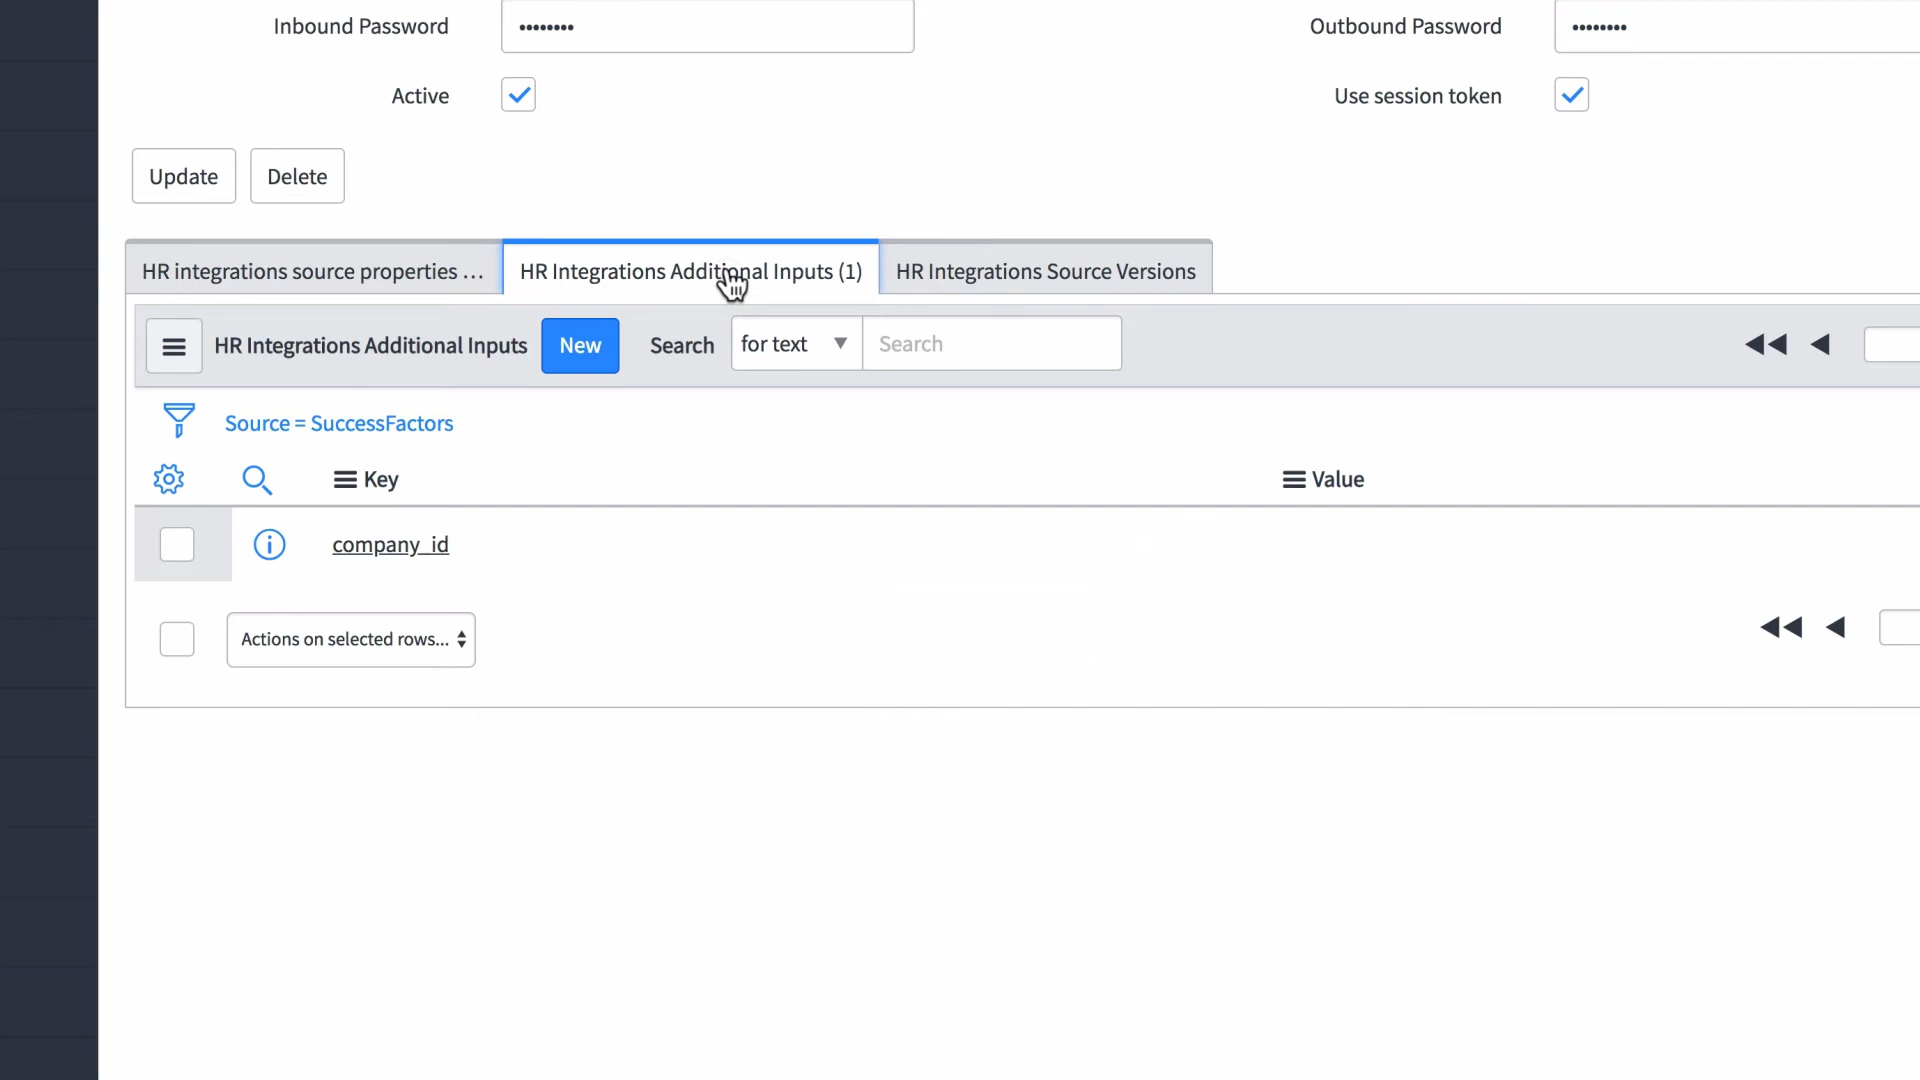 Inbound Password
••••••••
Outbound Password
••••••••
Active
Use session token
Update
Delete
HR integrations source properties ...
HR Integrations Additional Inputs (1)
HR Integrations Source Versions
HR Integrations Additional Inputs
New
Search
for text
Search
Source = SuccessFactors
Key
Value
company_id
Actions on selected rows...